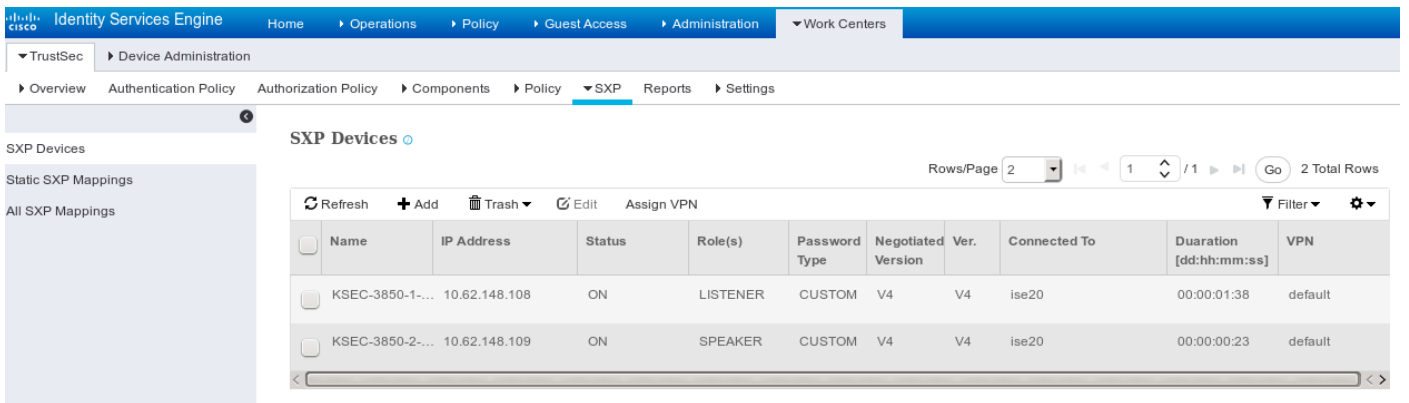 cisco Identity Services Engine Home Operations Policy Guest Access Administration Work Centers
TrustSec Device Administration
Overview Authentication Policy Authorization Policy Components Policy SXP Reports Settings
SXP Devices
Static SXP Mappings
All SXP Mappings
SXP Devices
Rows/Page 2 1 / 1 Go 2 Total Rows
Refresh Add Trash Edit Assign VPN Filter
Name IP Address Status Role(s) Password Type Negotiated Version Ver. Connected To Duaration [dd:hh:mm:ss] VPN
KSEC-3850-1-... 10.62.148.108 ON LISTENER CUSTOM V4 V4 ise20 00:00:01:38 default
KSEC-3850-2-... 10.62.148.109 ON SPEAKER CUSTOM V4 V4 ise20 00:00:00:23 default